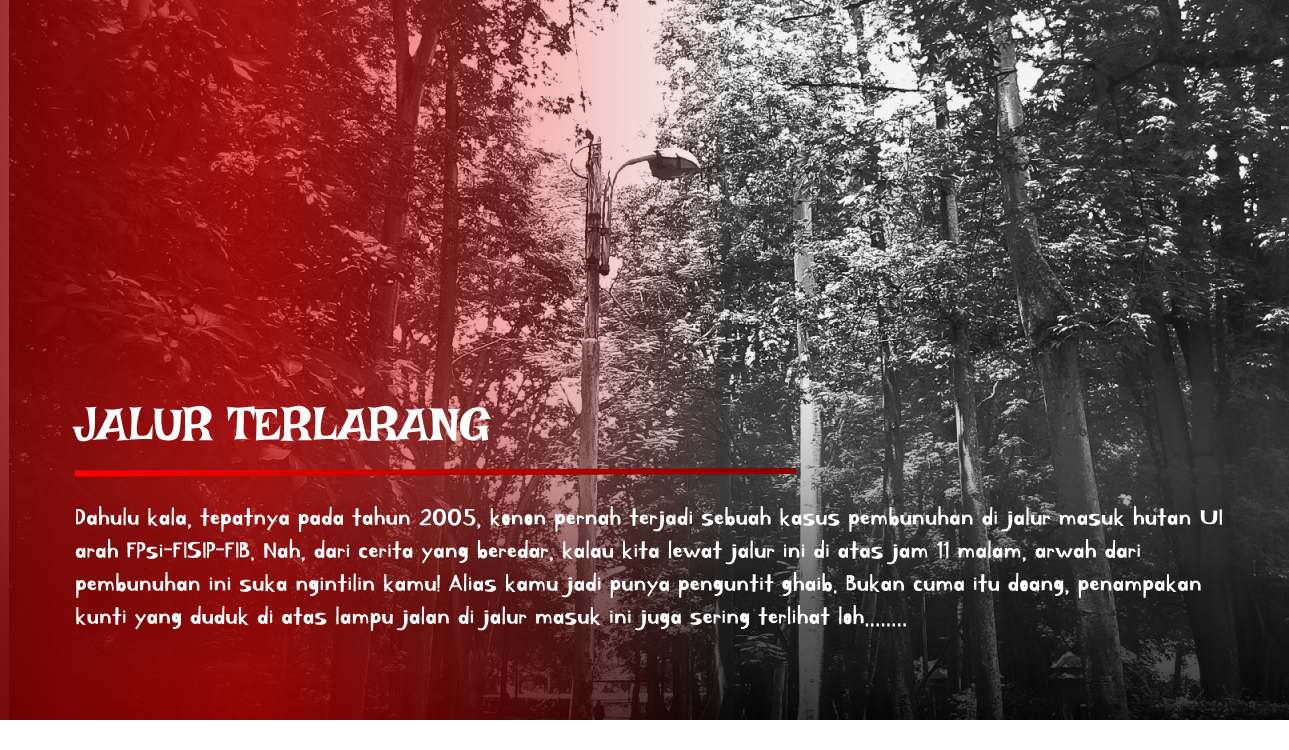 JALUR TERLARANG
Dahulu kala, tepatnya pada tahun 2005, konon pernah terjadi sebuah kasus pembunuhan di jalur masuk hutan UI
arah FPsi-FISIP-FIB. Nah, dari cerita yang beredar, kalau kita lewat jalur ini di atas jam 11 malam, arwah dari
pembunuhan ini suka ngintilin kamu! Alias kamu jadi punya penguntit ghaib. Bukan cuma itu doang, penampakan
kunti yang duduk di atas lampu jalan di jalur masuk ini juga sering terlihat loh........